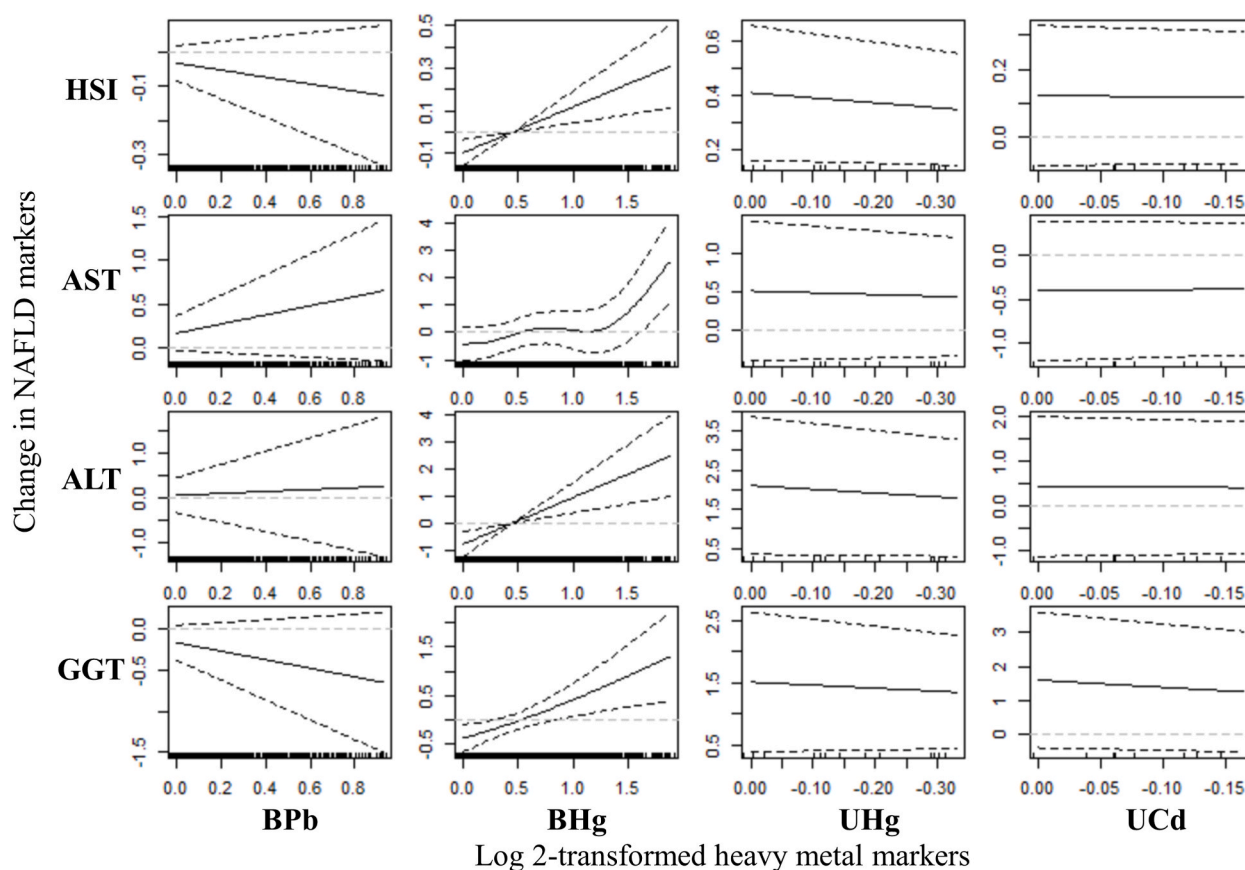 Change in NAFLD markers
HSI
-0.3 -0.1
0.0 0.2 0.4 0.6 0.8
-0.1 0.1 0.3 0.5
0.0 0.5 1.0 1.5
0.2 0.4 0.6
0.00 -0.10 -0.20 -0.30
0.0 0.2
0.00 -0.05 -0.10 -0.15
AST
0.0 0.5 1.0 1.5
0.0 0.2 0.4 0.6 0.8
-1 0 1 2 3 4
0.0 0.5 1.0 1.5
0.0 0.5 1.0
0.00 -0.10 -0.20 -0.30
-1.0 -0.5 0.0
0.00 -0.05 -0.10 -0.15
ALT
-1.0 0.0 1.0
0.0 0.2 0.4 0.6 0.8
-1 0 1 2 3 4
0.0 0.5 1.0 1.5
0.5 1.5 2.5 3.5
0.00 -0.10 -0.20 -0.30
-1.0 0.0 1.0 2.0
0.00 -0.05 -0.10 -0.15
GGT
-1.5 -0.5 0.0
0.0 0.2 0.4 0.6 0.8
-0.5 0.5 1.5
0.0 0.5 1.0 1.5
0.5 1.5 2.5
0.00 -0.10 -0.20 -0.30
0 1 2 3
0.00 -0.05 -0.10 -0.15
BPb BHg UHg UCd
Log 2-transformed heavy metal markers